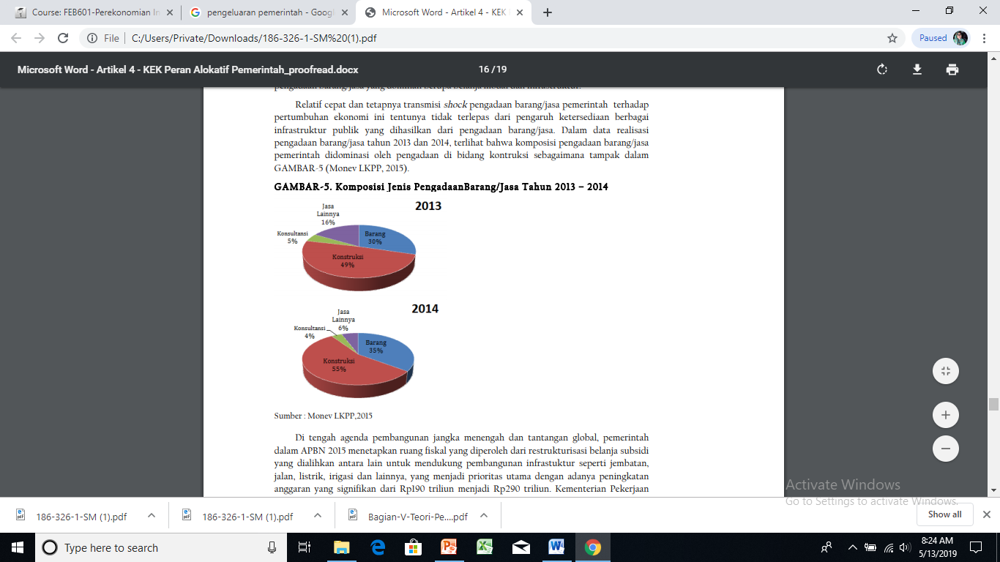 Course: FEB601-Perekonomian In
pengeluaran pemerintah - Goog
Microsoft Word - Artikel 4 - KEK
File
C:/Users/Private/Downloads/186-326-1-SM%20(1).pdf
Paused
Microsoft Word - Artikel 4 - KEK Peran Alokatif Pemerintah_proofread.docx
16 / 19
pengadaan barang/jasa yang dominan berupa belanja modal dan infrastruktur.
Relatif cepat dan tetapnya transmisi shock pengadaan barang/jasa pemerintah terhadap
pertumbuhan ekonomi ini tentunya tidak terlepas dari pengaruh ketersediaan berbagai
infrastruktur publik yang dihasilkan dari pengadaan barang/jasa. Dalam data realisasi
pengadaan barang/jasa tahun 2013 dan 2014, terlihat bahwa komposisi pengadaan barang/jasa
pemerintah didominasi oleh pengadaan di bidang kontruksi sebagaimana tampak dalam
GAMBAR-5 (Monev LKPP, 2015).
GAMBAR-5. Komposisi Jenis PengadaanBarang/Jasa Tahun 2013 – 2014
2013
Jasa
Lainnya
16%
Konsultansi
5%
Barang
30%
Konstruksi
49%
2014
Jasa
Lainnya
6%
Konsultansi
4%
Barang
35%
Konstruksi
55%
Sumber : Monev LKPP,2015
Di tengah agenda pembangunan jangka menengah dan tantangan global, pemerintah
dalam APBN 2015 menetapkan ruang fiskal yang diperoleh dari restrukturisasi belanja subsidi
yang dialihkan antara lain untuk mendukung pembangunan infrastuktur seperti jembatan,
jalan, listrik, irigasi dan lainnya, yang menjadi prioritas utama dengan adanya peningkatan
anggaran yang signifikan dari Rp190 triliun menjadi Rp290 triliun. Kementerian Pekerjaan
Activate Windows
Go to Settings to activate Windows.
186-326-1-SM (1).pdf
186-326-1-SM (1).pdf
Bagian-V-Teori-Pe....pdf
Show all
Type here to search
8:24 AM
5/13/2019